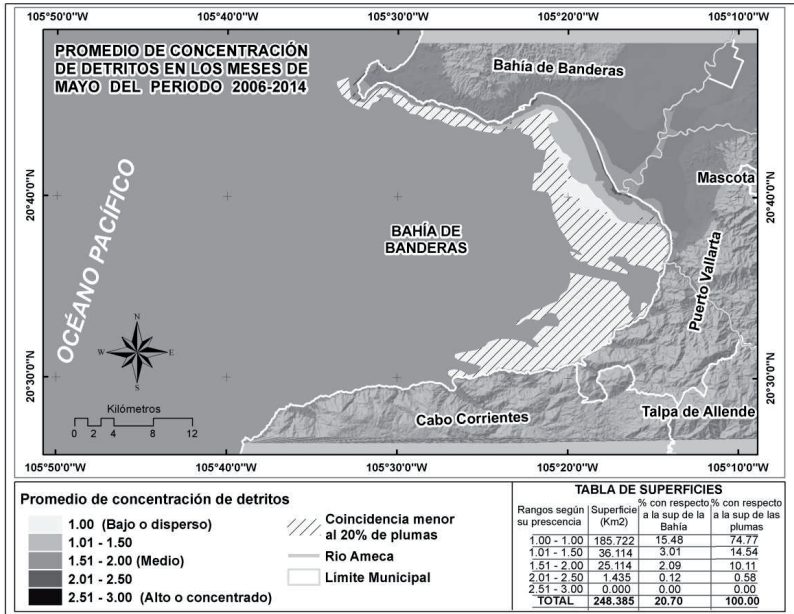 105°50'0"W 105°40'0"W 105°30'0"W 105°20'0"W 105°10'0"W
PROMEDIO DE CONCENTRACIÓN
DE DETRITOS EN LOS MESES DE
MAYO DEL PERIODO 2006-2014
Bahía de Banderas
20°40'0"N
20°40'0"N
Mascota
OCÉANO PACÍFICO
BAHÍA DE
BANDERAS
Puerto Vallarta
N
W E
S
20°30'0"N
20°30'0"N
Kilómetros
0 2 4 8 12
Cabo Corrientes
Talpa de Allende
105°50'0"W 105°40'0"W 105°30'0"W 105°20'0"W 105°10'0"W
Promedio de concentración de detritos
1.00 (Bajo o disperso)
1.01 - 1.50
1.51 - 2.00 (Medio)
2.01 - 2.50
2.51 - 3.00 (Alto o concentrado)
Coincidencia menor
al 20% de plumas
Rio Ameca
Límite Municipal
TABLA DE SUPERFICIES
Rangos según su prescencia Superficie (Km2) % con respecto a la sup de la Bahía % con respecto a la sup de las plumas
1.00 - 1.00 185.722 15.48 74.77
1.01 - 1.50 36.114 3.01 14.54
1.51 - 2.00 25.114 2.09 10.11
2.01 - 2.50 1.435 0.12 0.58
2.51 - 3.00 0.000 0.00 0.00
TOTAL 248.385 20.70 100.00